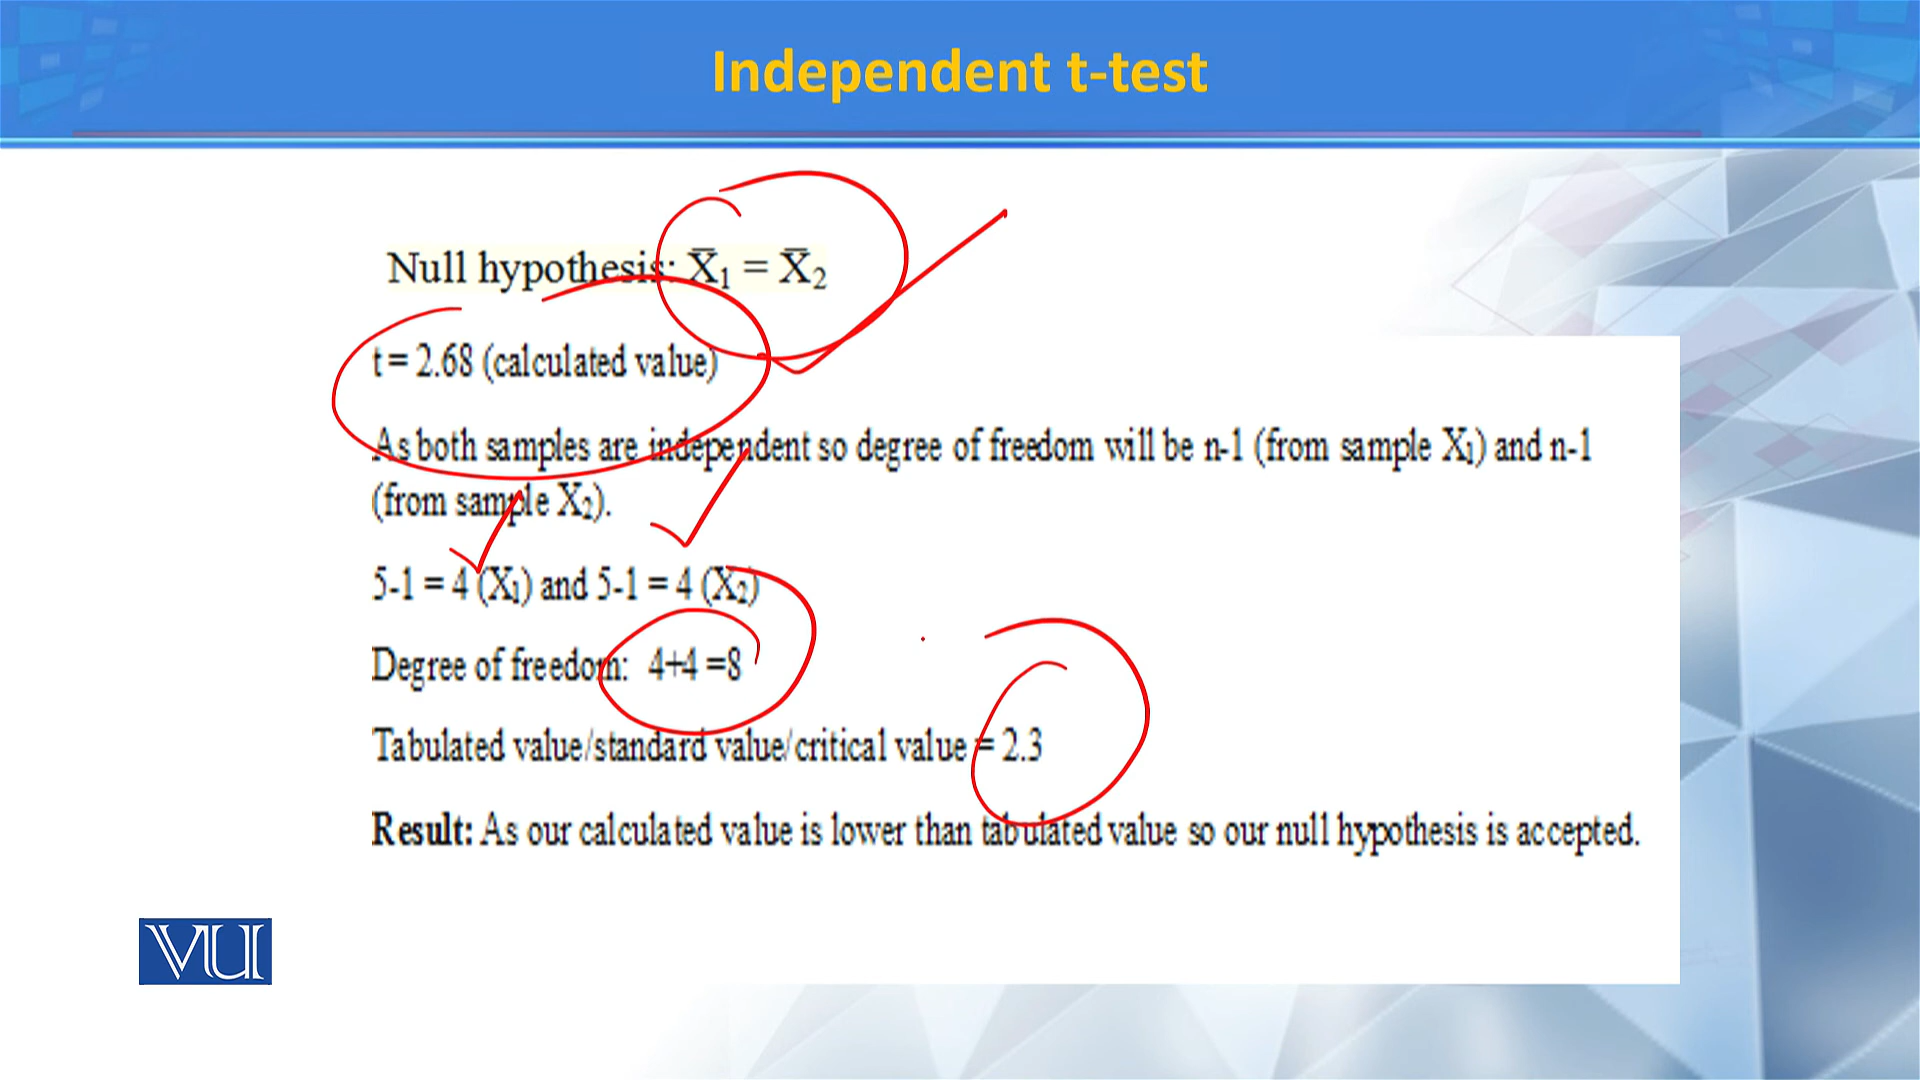 Independent t-test
Null hypothesis: X̅₁ = X̅₂
t = 2.68 (calculated value)
As both samples are independent so degree of freedom will be n-1 (from sample X₁) and n-1
(from sample X₂).
5-1 = 4 (X₁) and 5-1 = 4 (X₂)
Degree of freedom: 4+4 =8
Tabulated value/standard value/critical value = 2.3
Result: As our calculated value is lower than tabulated value so our null hypothesis is accepted.
VU